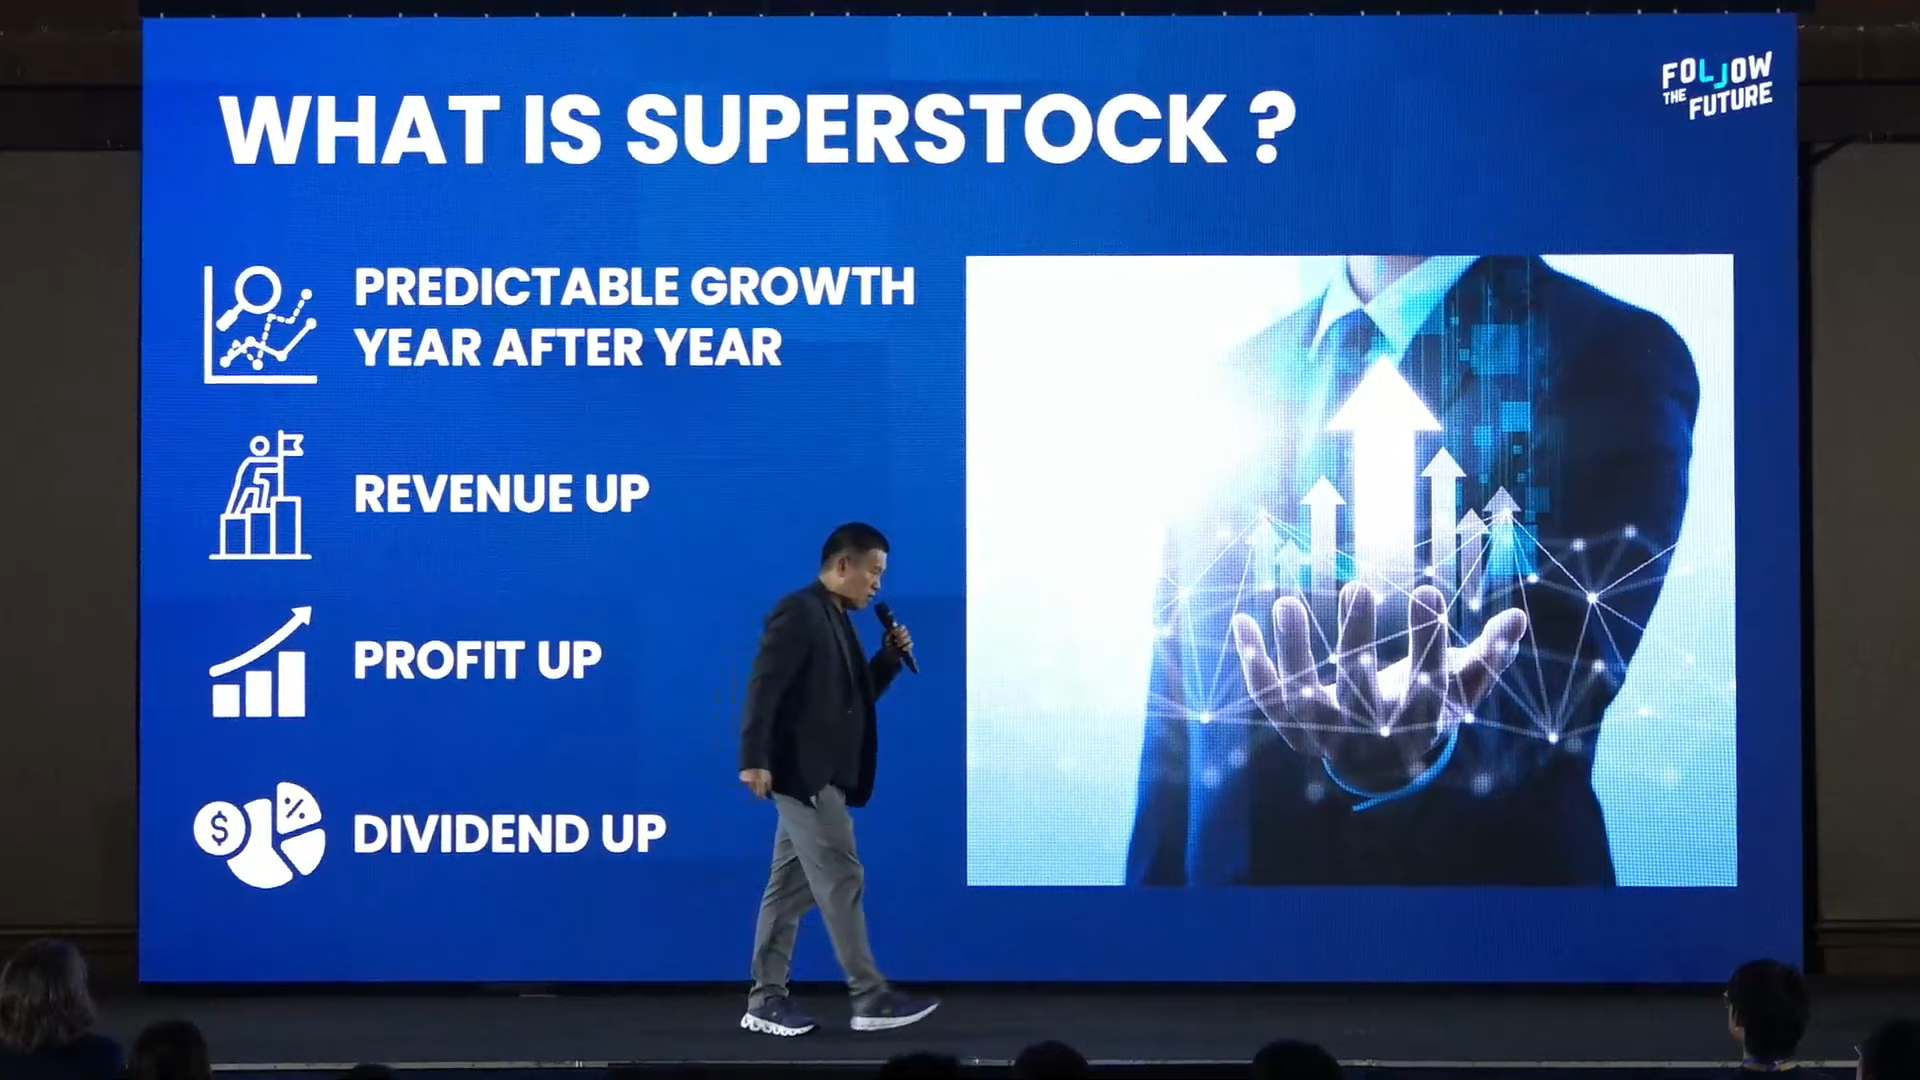 WHAT IS SUPERSTOCK ?
FOLLOW
THE FUTURE
PREDICTABLE GROWTH
YEAR AFTER YEAR
REVENUE UP
PROFIT UP
$ %
DIVIDEND UP